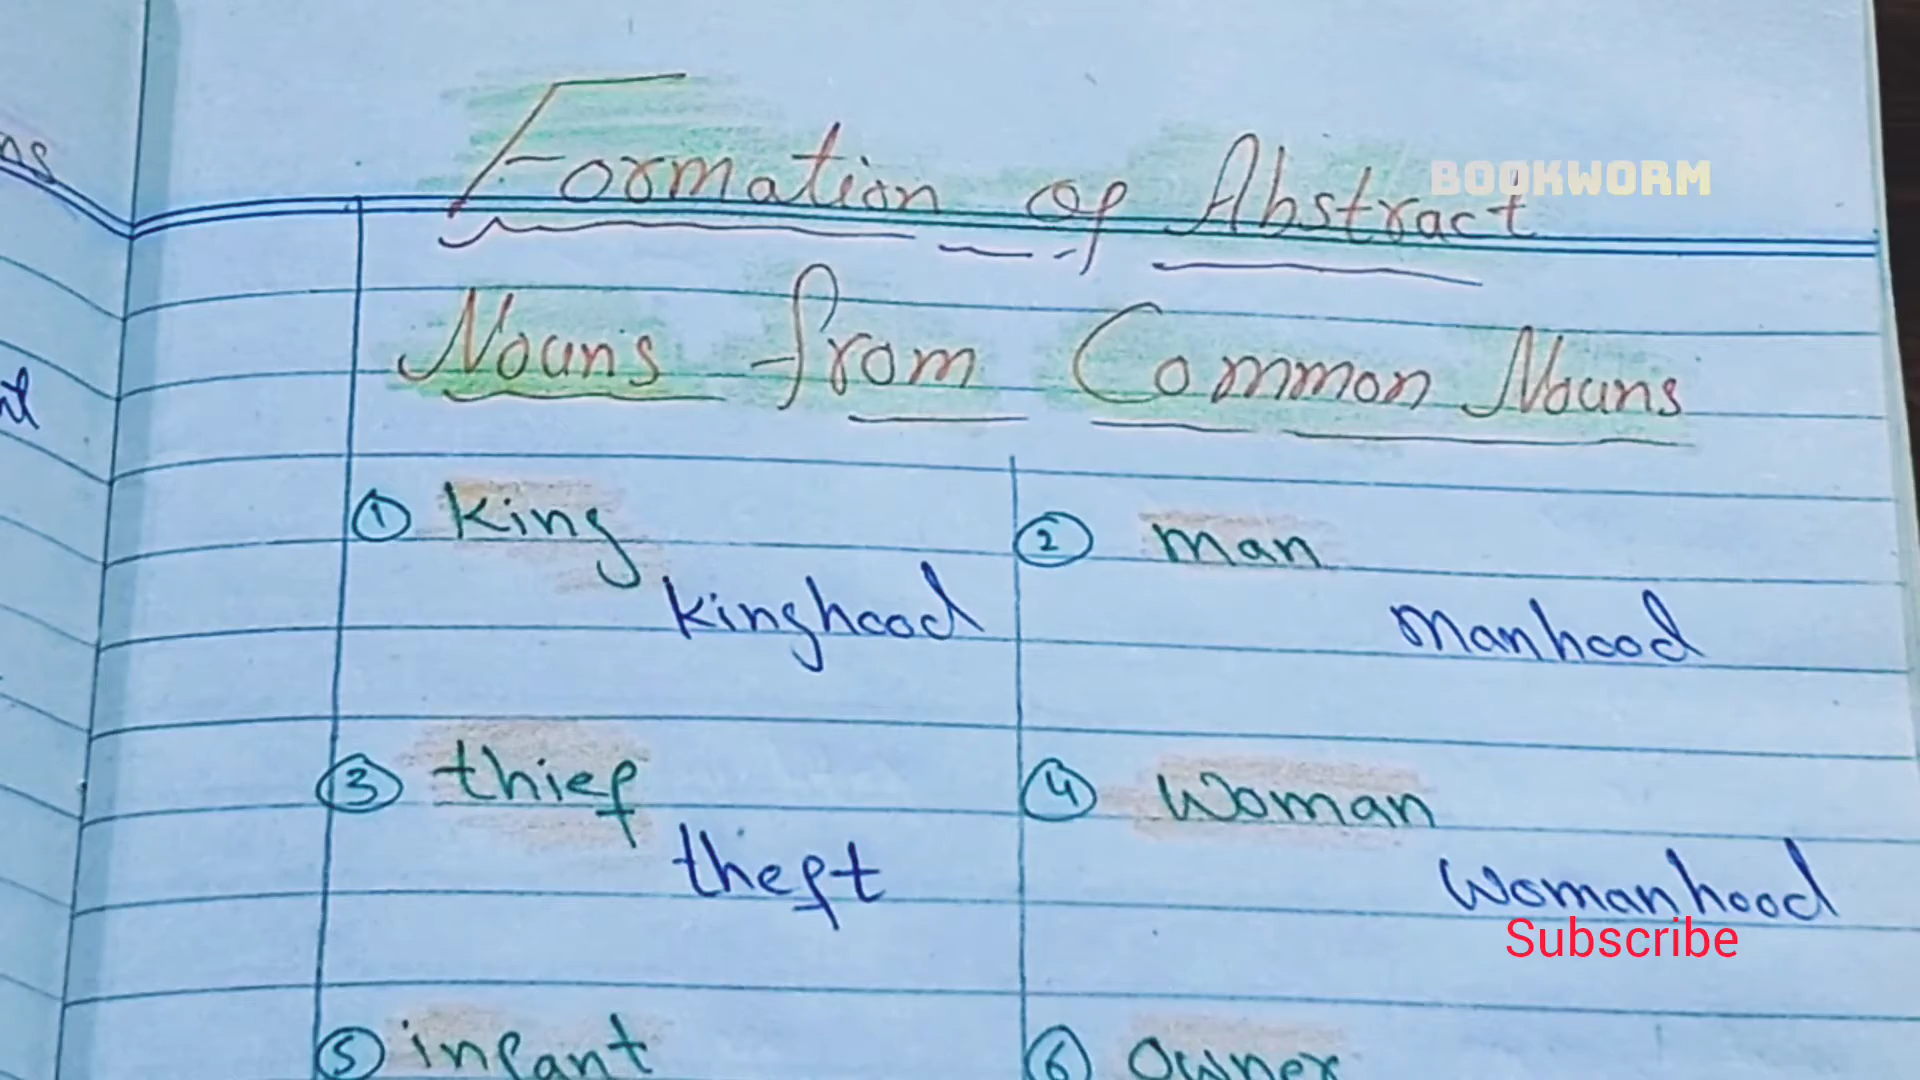 Formation of Abstract
BOOKWORM
Nouns from Common Nouns
① king
kinghood
② man
manhood
③ thief
theft
④ woman
womanhood
Subscribe
⑤ infant
⑥ owner